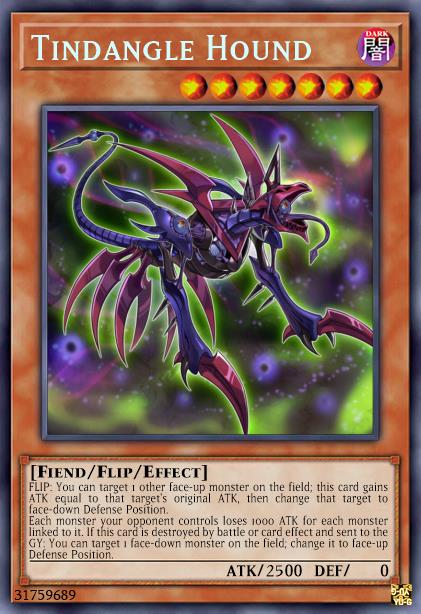 TINDANGLE HOUND
DARK
闇
[FIEND/FLIP/EFFECT]
FLIP: You can target 1 other face-up monster on the field; this card gains
ATK equal to that target's original ATK, then change that target to
face-down Defense Position.
Each monster your opponent controls loses 1000 ATK for each monster
linked to it. If this card is destroyed by battle or card effect and sent to the
GY: You can target 1 face-down monster on the field; change it to face-up
Defense Position.
ATK/2500 DEF/ 0
31759689